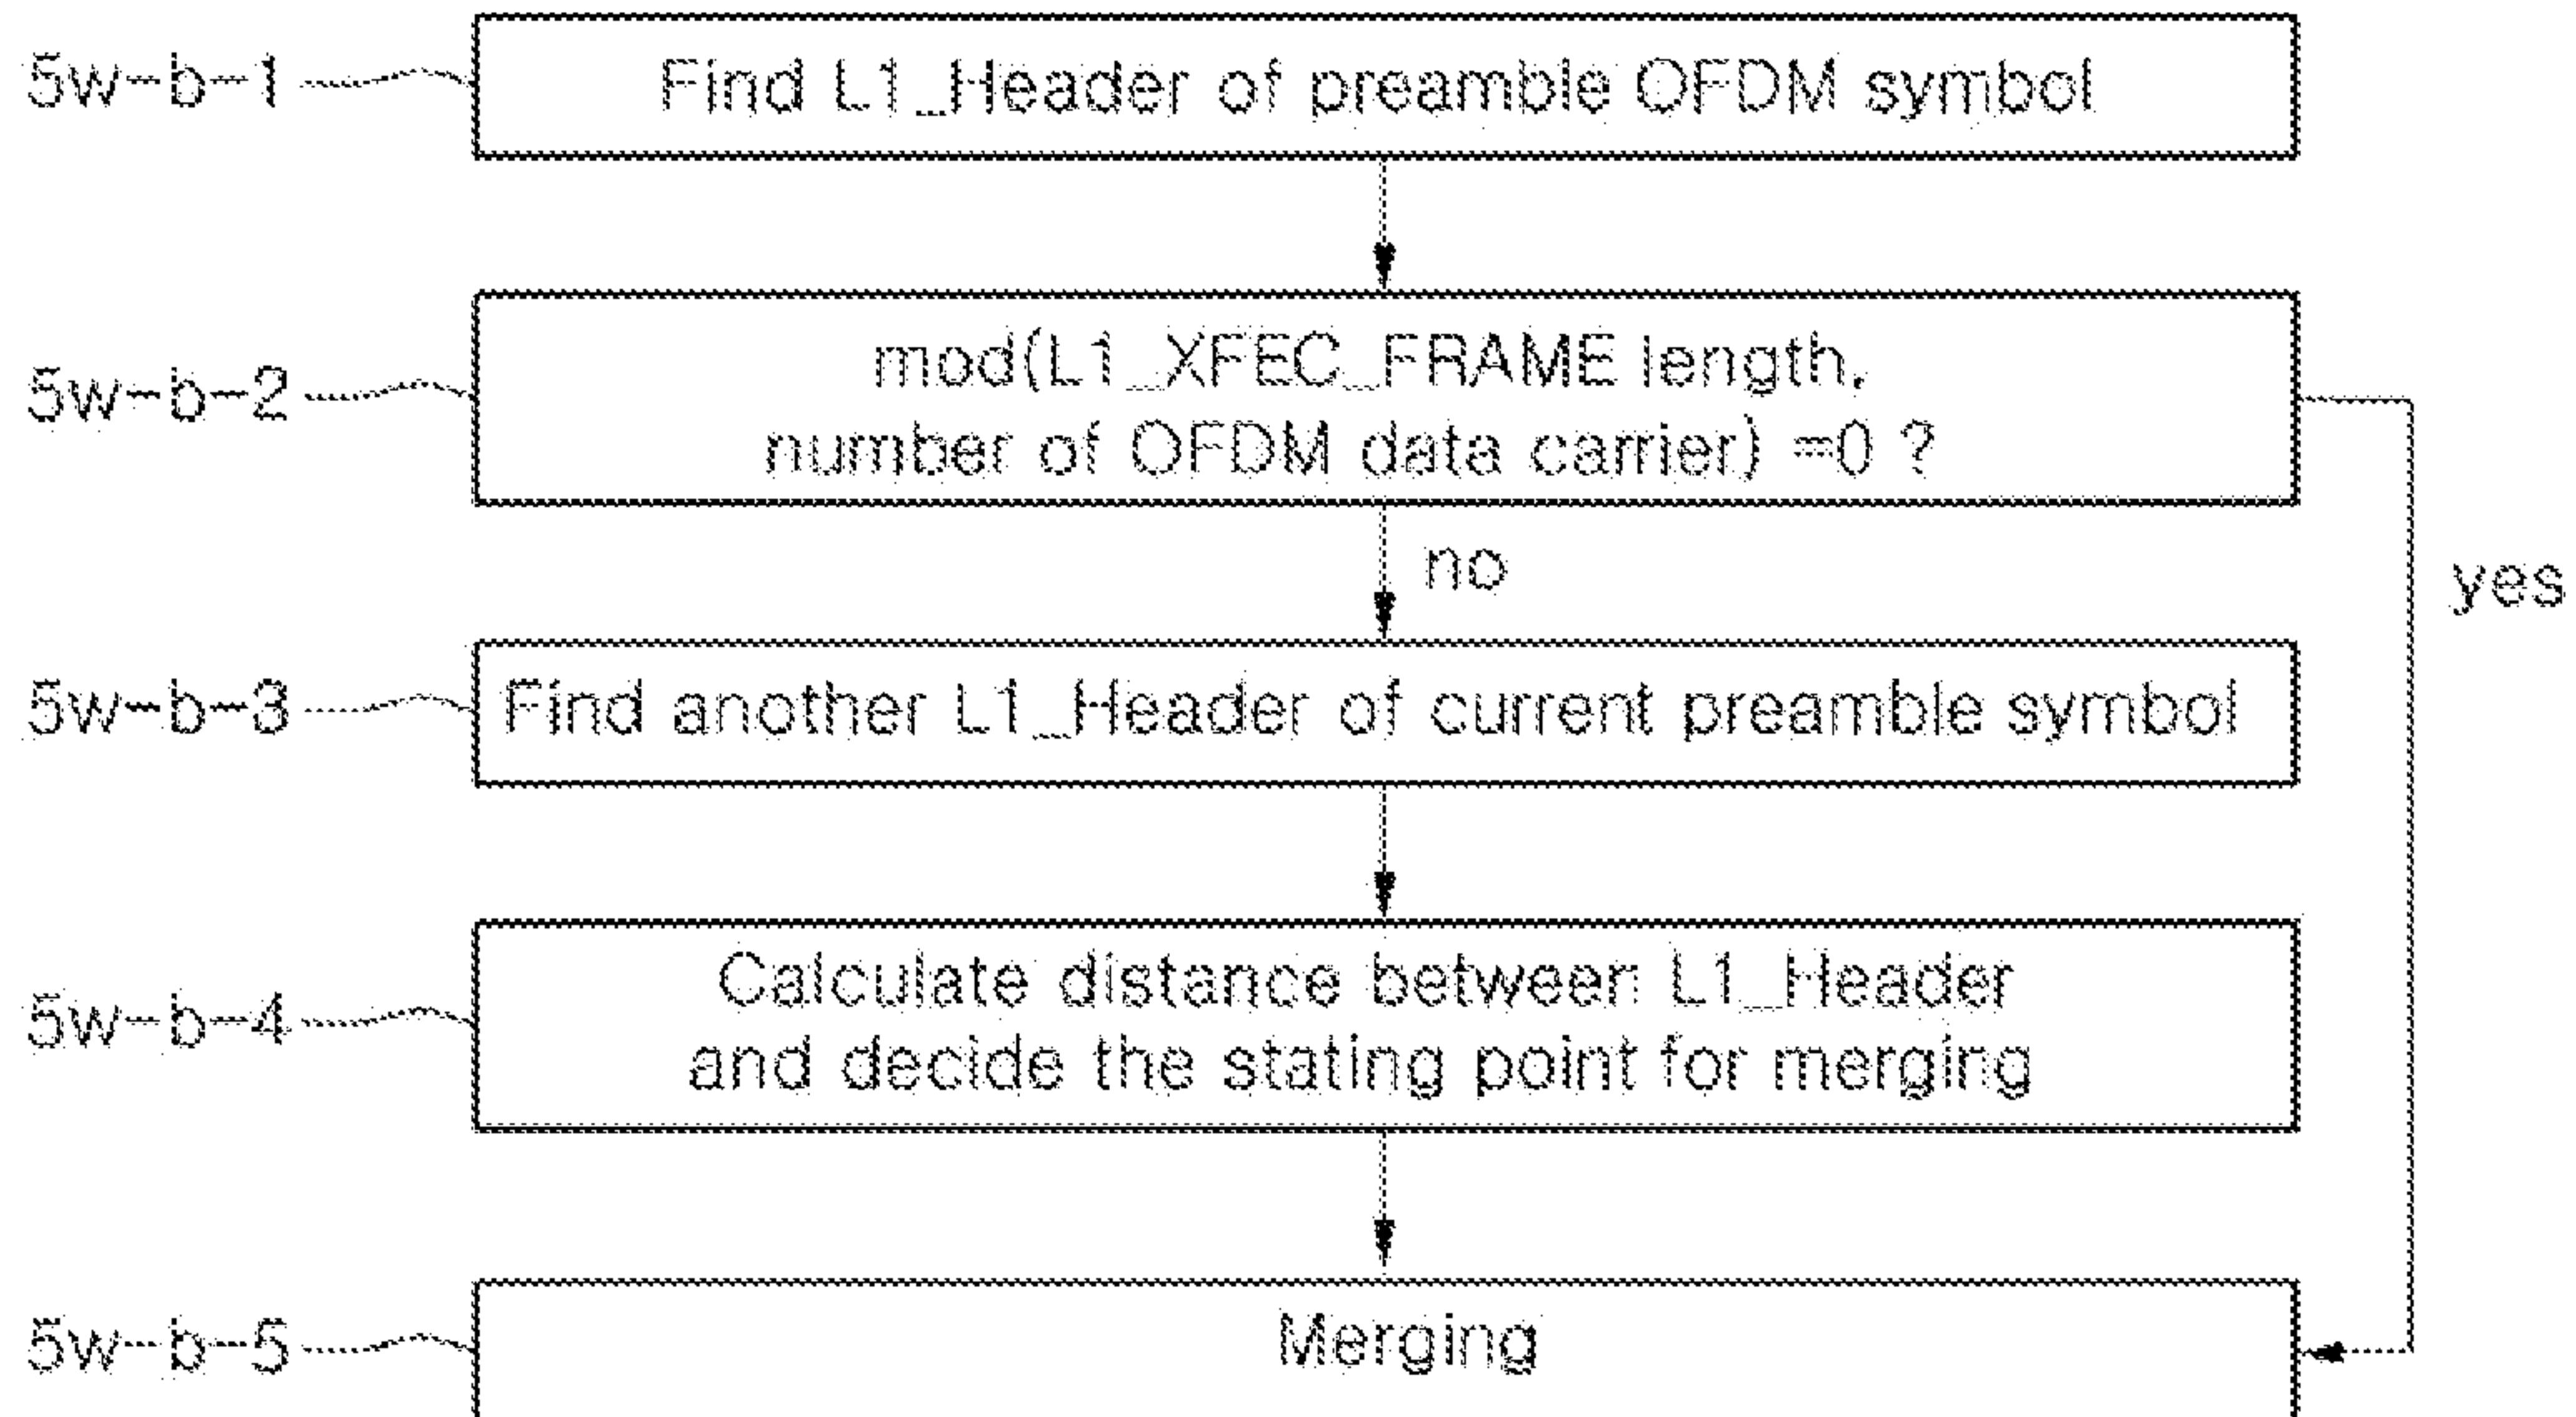 5w-b-1
Find L1_Header of preamble OFDM symbol
5w-b-2
mod(L1_XFEC_FRAME length,
number of OFDM data carrier) =0 ?
no
yes
5w-b-3
Find another L1_Header of current preamble symbol
5w-b-4
Calculate distance between L1_Header
and decide the stating point for merging
5w-b-5
Merging